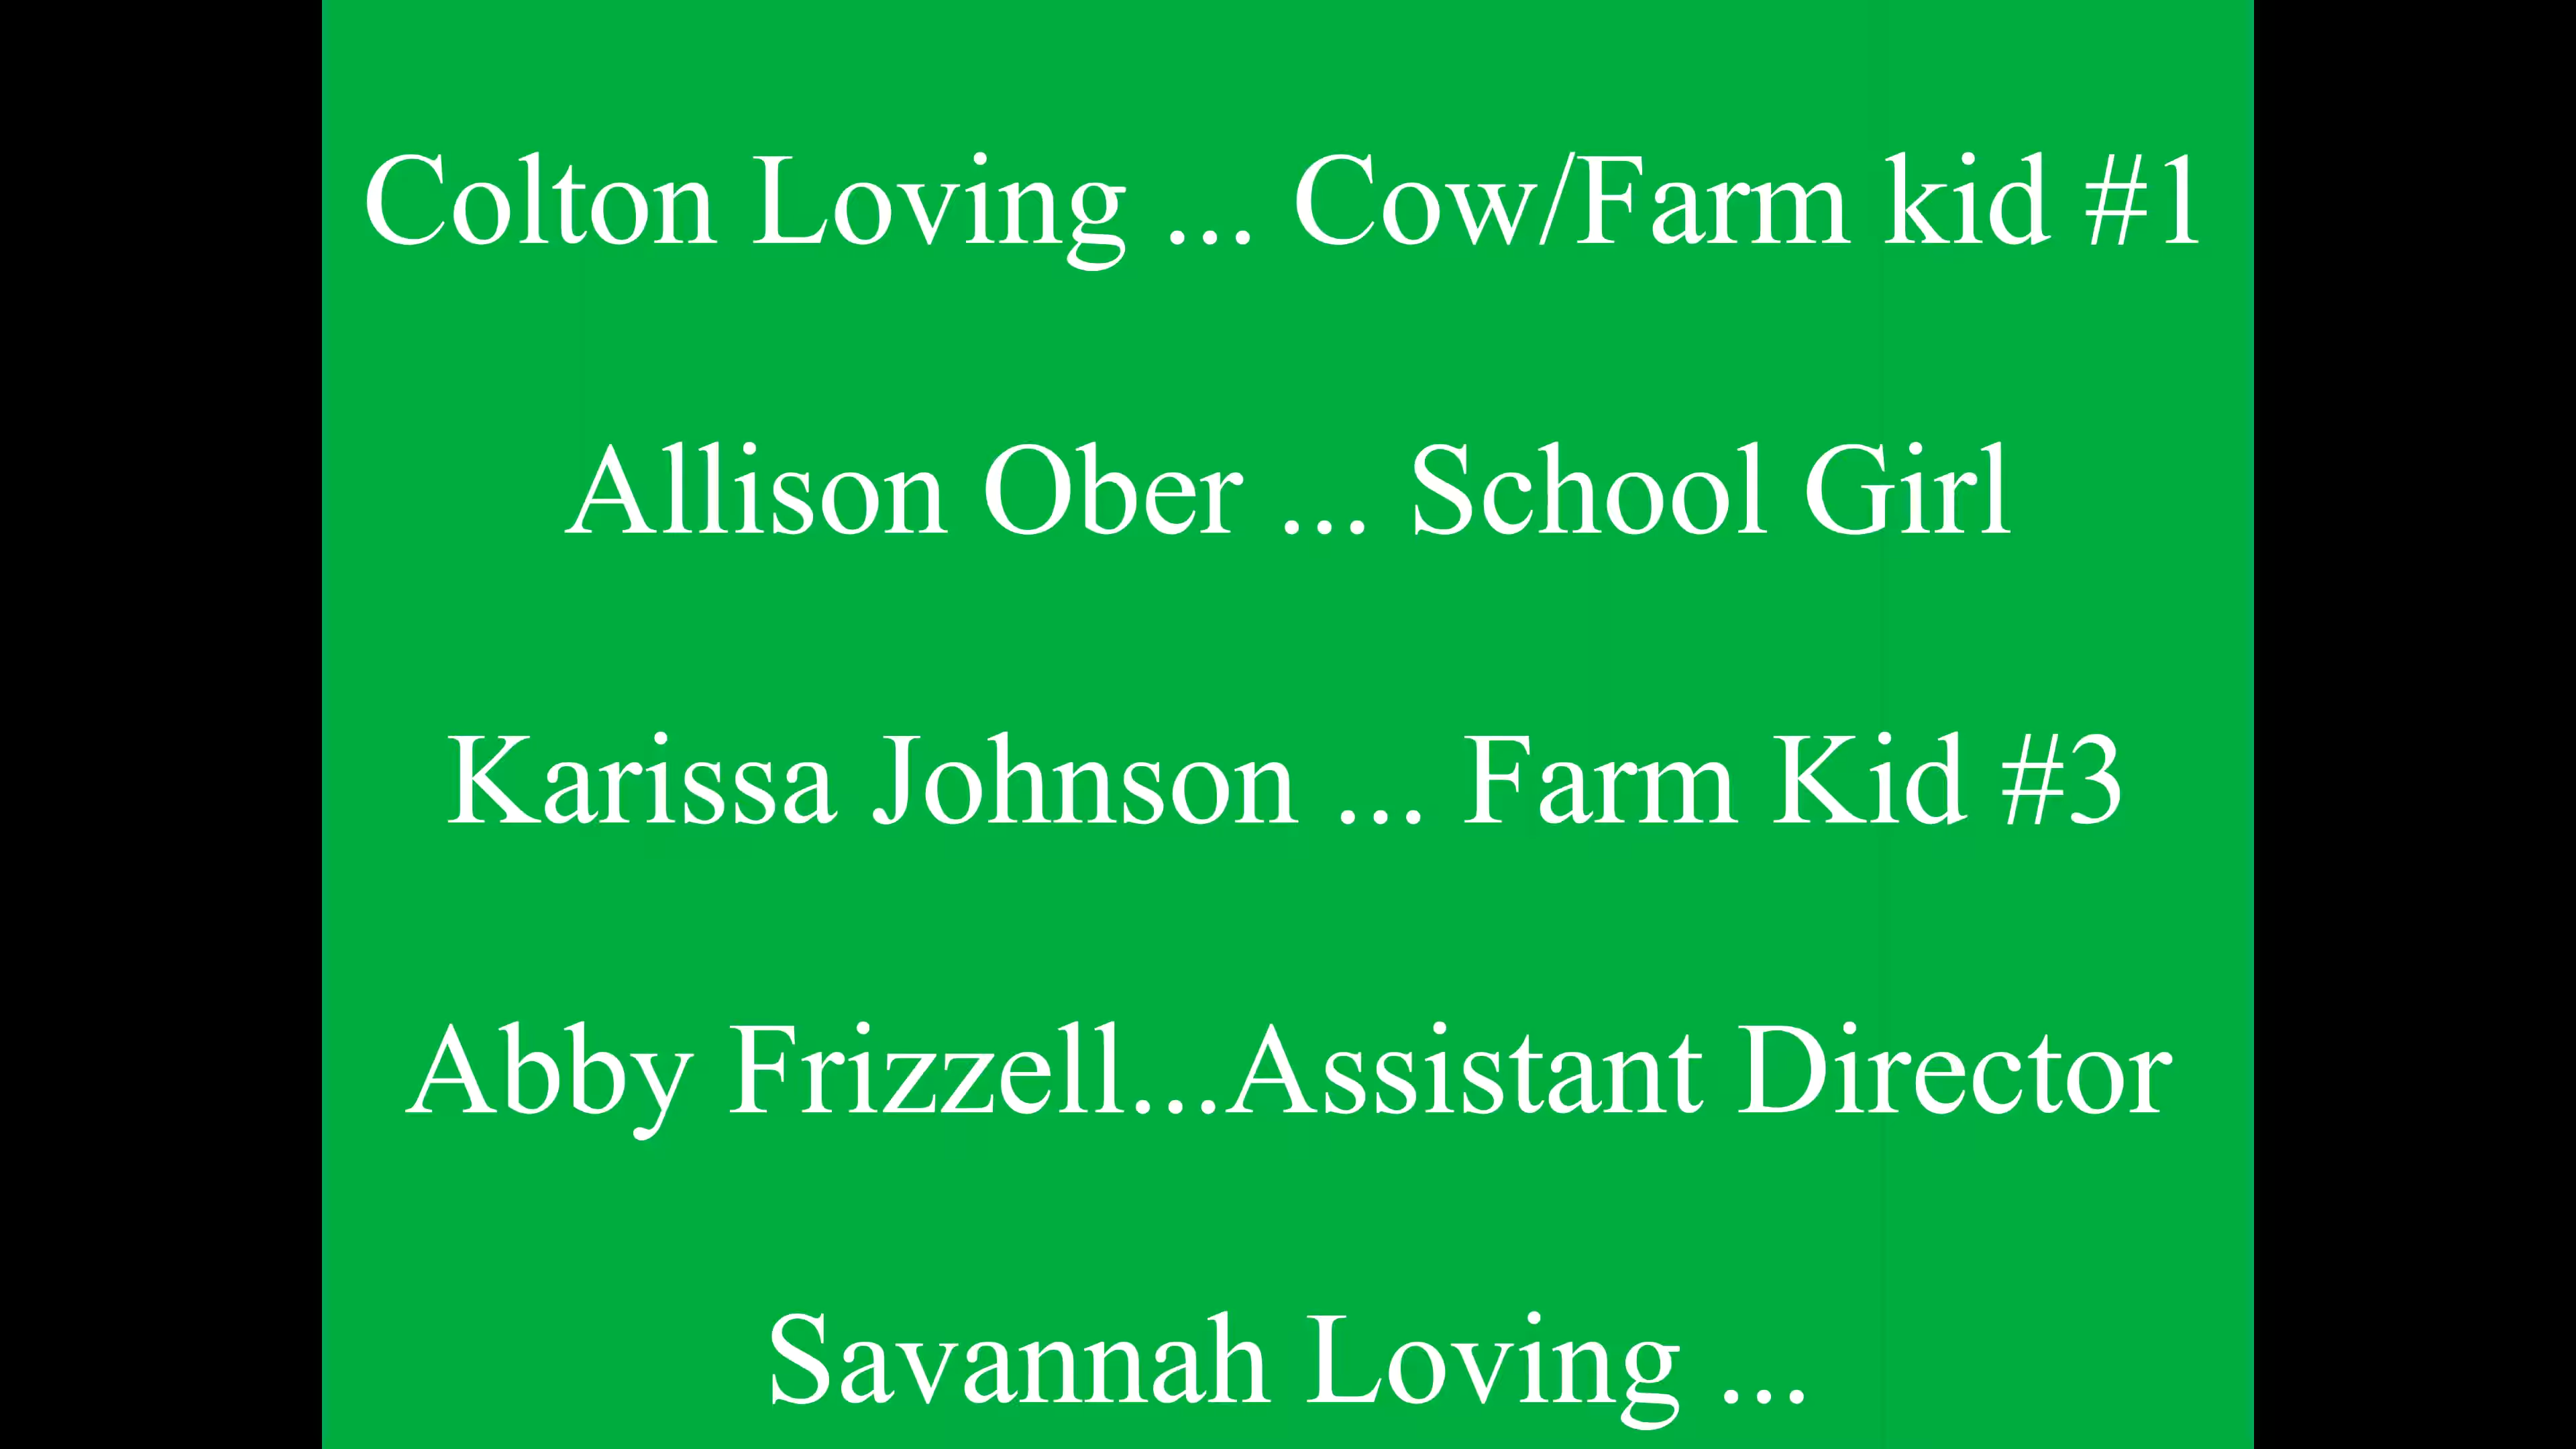 Colton Loving ... Cow/Farm kid #1
Allison Ober ... School Girl
Karissa Johnson ... Farm Kid #3
Abby Frizzell...Assistant Director
Savannah Loving ...